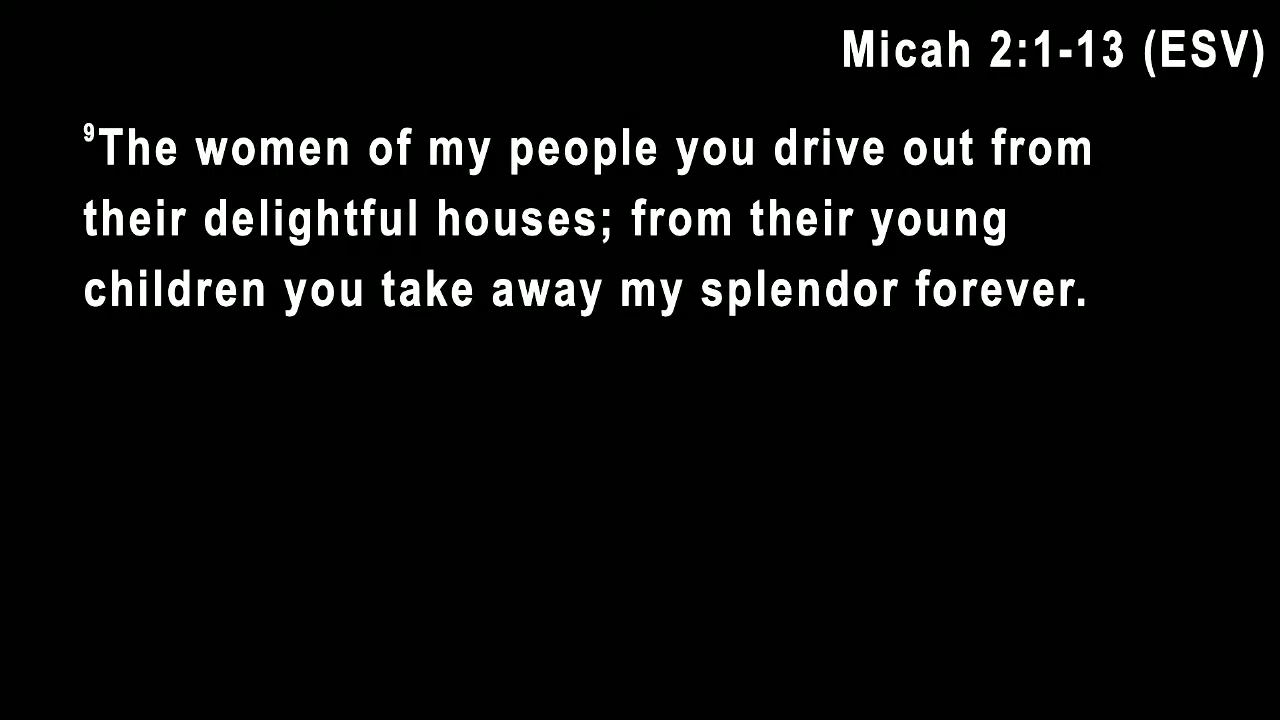 Micah 2:1-13 (ESV)
⁹The women of my people you drive out from
their delightful houses; from their young
children you take away my splendor forever.